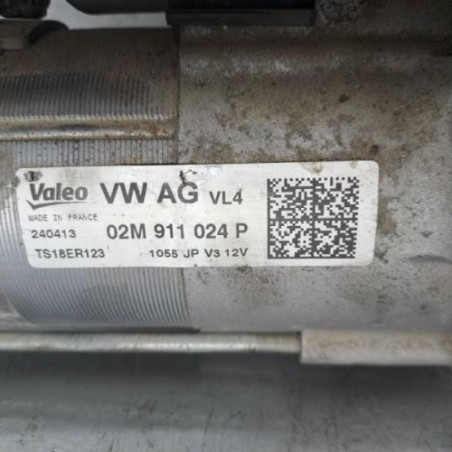 Valeo VW AG VL4
MADE IN FRANCE
240413 02M 911 024 P
TS18ER123 1055 JP V3 12V